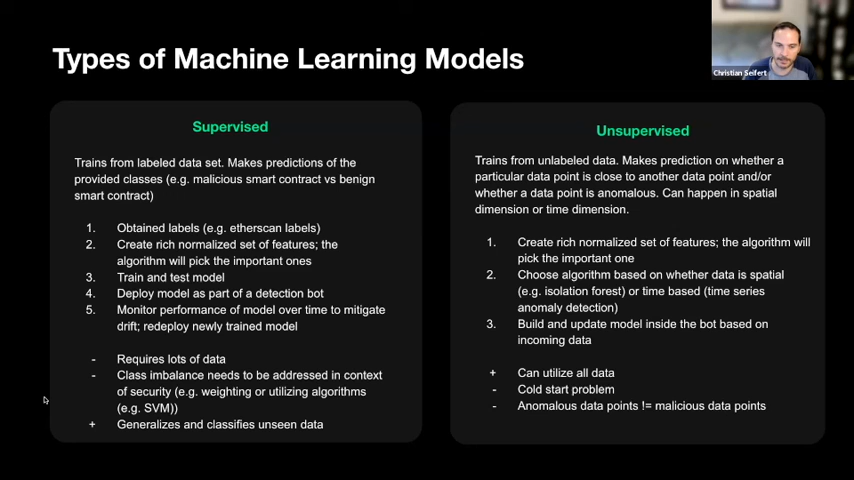 Types of Machine Learning Models
Christian Seifert
Supervised
Trains from labeled data set. Makes predictions of the
provided classes (e.g. malicious smart contract vs benign
smart contract)
1. Obtained labels (e.g. etherscan labels)
2. Create rich normalized set of features; the
algorithm will pick the important ones
3. Train and test model
4. Deploy model as part of a detection bot
5. Monitor performance of model over time to mitigate
drift; redeploy newly trained model
- Requires lots of data
- Class imbalance needs to be addressed in context
of security (e.g. weighting or utilizing algorithms
(e.g. SVM))
+ Generalizes and classifies unseen data
Unsupervised
Trains from unlabeled data. Makes prediction on whether a
particular data point is close to another data point and/or
whether a data point is anomalous. Can happen in spatial
dimension or time dimension.
1. Create rich normalized set of features; the algorithm will
pick the important one
2. Choose algorithm based on whether data is spatial
(e.g. isolation forest) or time based (time series
anomaly detection)
3. Build and update model inside the bot based on
incoming data
+ Can utilize all data
- Cold start problem
- Anomalous data points != malicious data points